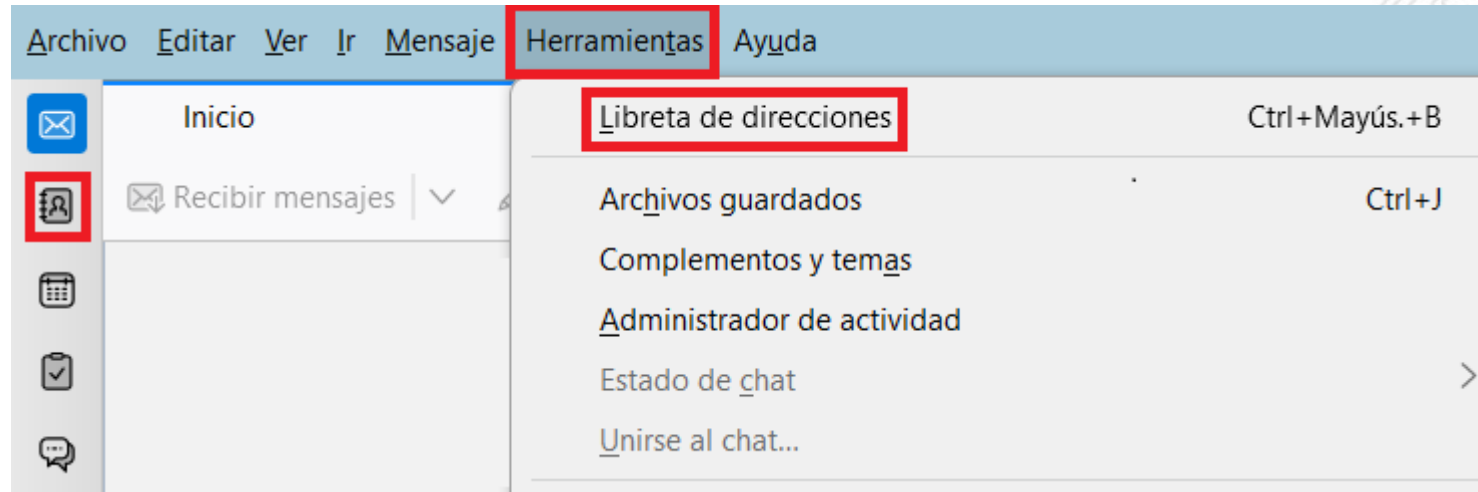 Archivo Editar Ver Ir Mensaje Herramientas Ayuda
Inicio
Recibir mensajes
Libreta de direcciones Ctrl+Mayús.+B
Archivos guardados Ctrl+J
Complementos y temas
Administrador de actividad
Estado de chat
Unirse al chat...